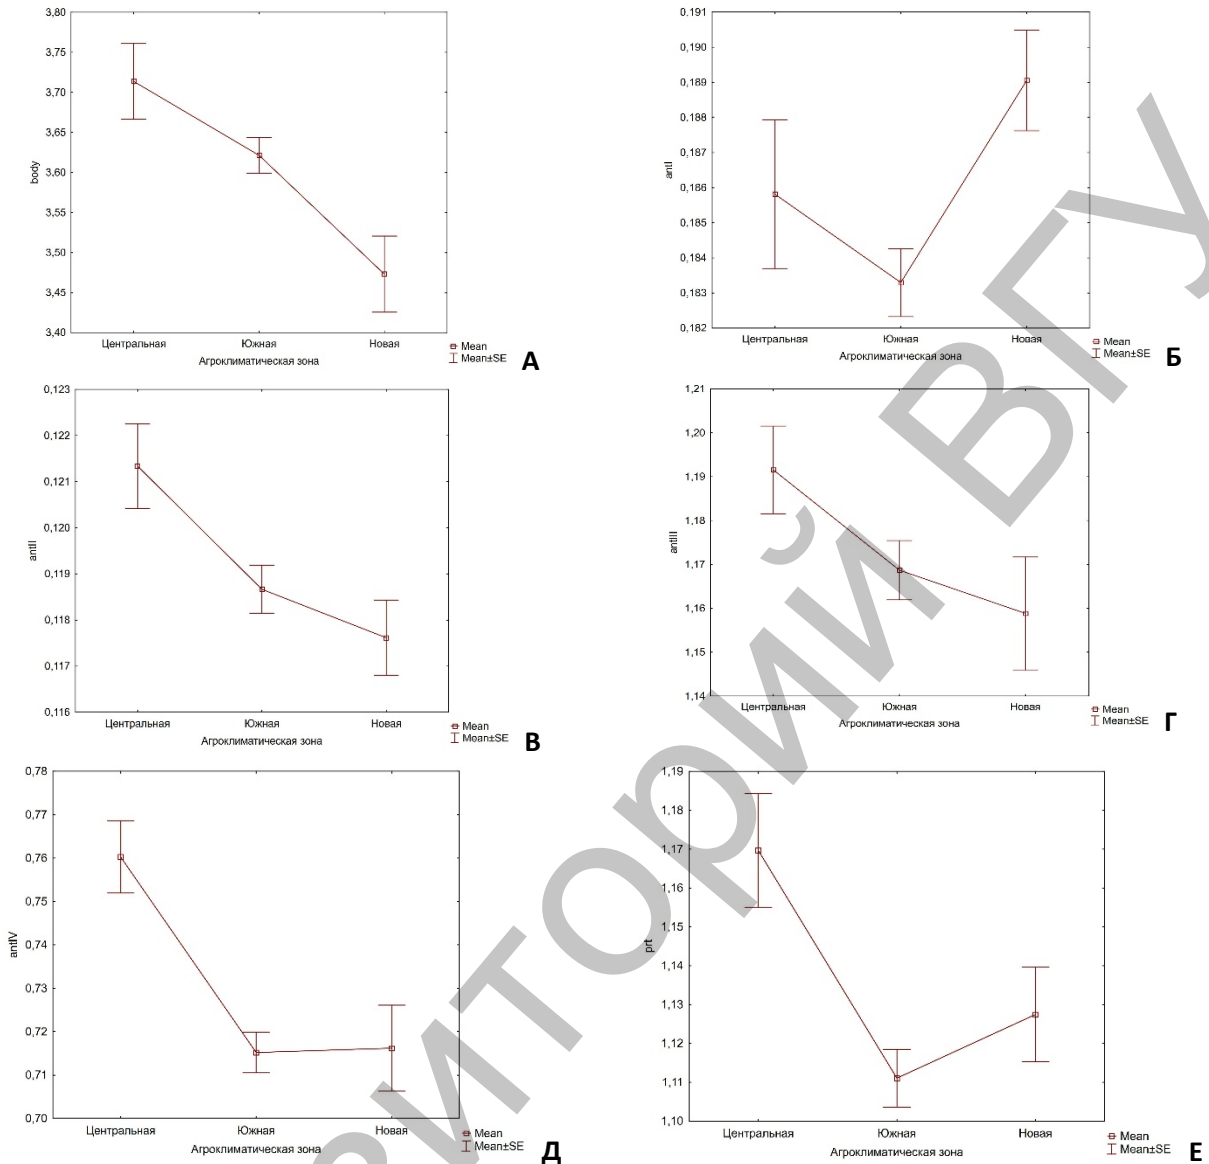 3,80
3,75
3,70
3,65
3,60
3,55
3,50
3,45
3,40
body
Центральная Южная Новая
Агроклиматическая зона
Mean
Mean±SE
А
0,191
0,190
0,189
0,188
0,187
0,186
0,185
0,184
0,183
0,182
antI
Центральная Южная Новая
Агроклиматическая зона
Mean
Mean±SE
Б
0,123
0,122
0,121
0,120
0,119
0,118
0,117
0,116
antII
Центральная Южная Новая
Агроклиматическая зона
Mean
Mean±SE
В
1,21
1,20
1,19
1,18
1,17
1,16
1,15
1,14
antIII
Центральная Южная Новая
Агроклиматическая зона
Mean
Mean±SE
Г
0,78
0,77
0,76
0,75
0,74
0,73
0,72
0,71
0,70
antIV
Центральная Южная Новая
Агроклиматическая зона
Mean
Mean±SE
Д
1,19
1,18
1,17
1,16
1,15
1,14
1,13
1,12
1,11
1,10
prt
Центральная Южная Новая
Агроклиматическая зона
Mean
Mean±SE
Е
зиторий ВГУ